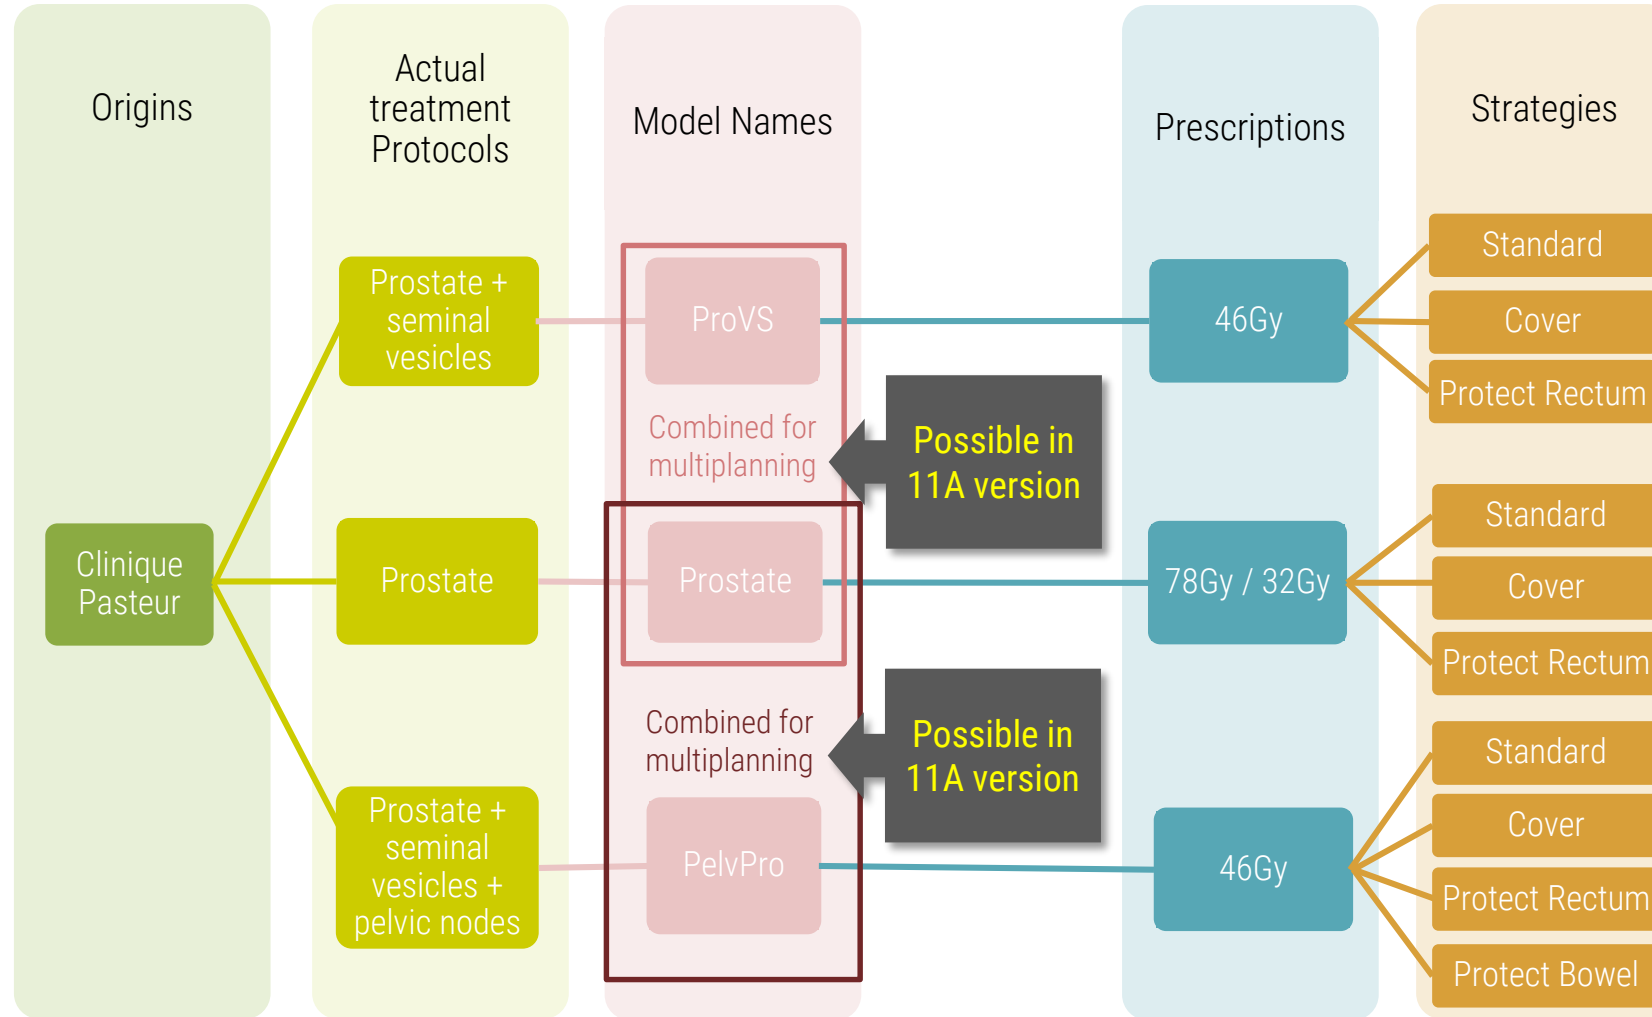 Origins
Actual
treatment
Protocols
Model Names
Prescriptions
Strategies
Clinique
Pasteur
Prostate +
seminal
vesicles
ProVS
46Gy
Standard
Cover
Protect Rectum
Combined for
multiplanning
Possible in
11A version
Prostate
Prostate
78Gy / 32Gy
Standard
Cover
Protect Rectum
Combined for
multiplanning
Possible in
11A version
Prostate +
seminal
vesicles +
pelvic nodes
PelvPro
46Gy
Standard
Cover
Protect Rectum
Protect Bowel